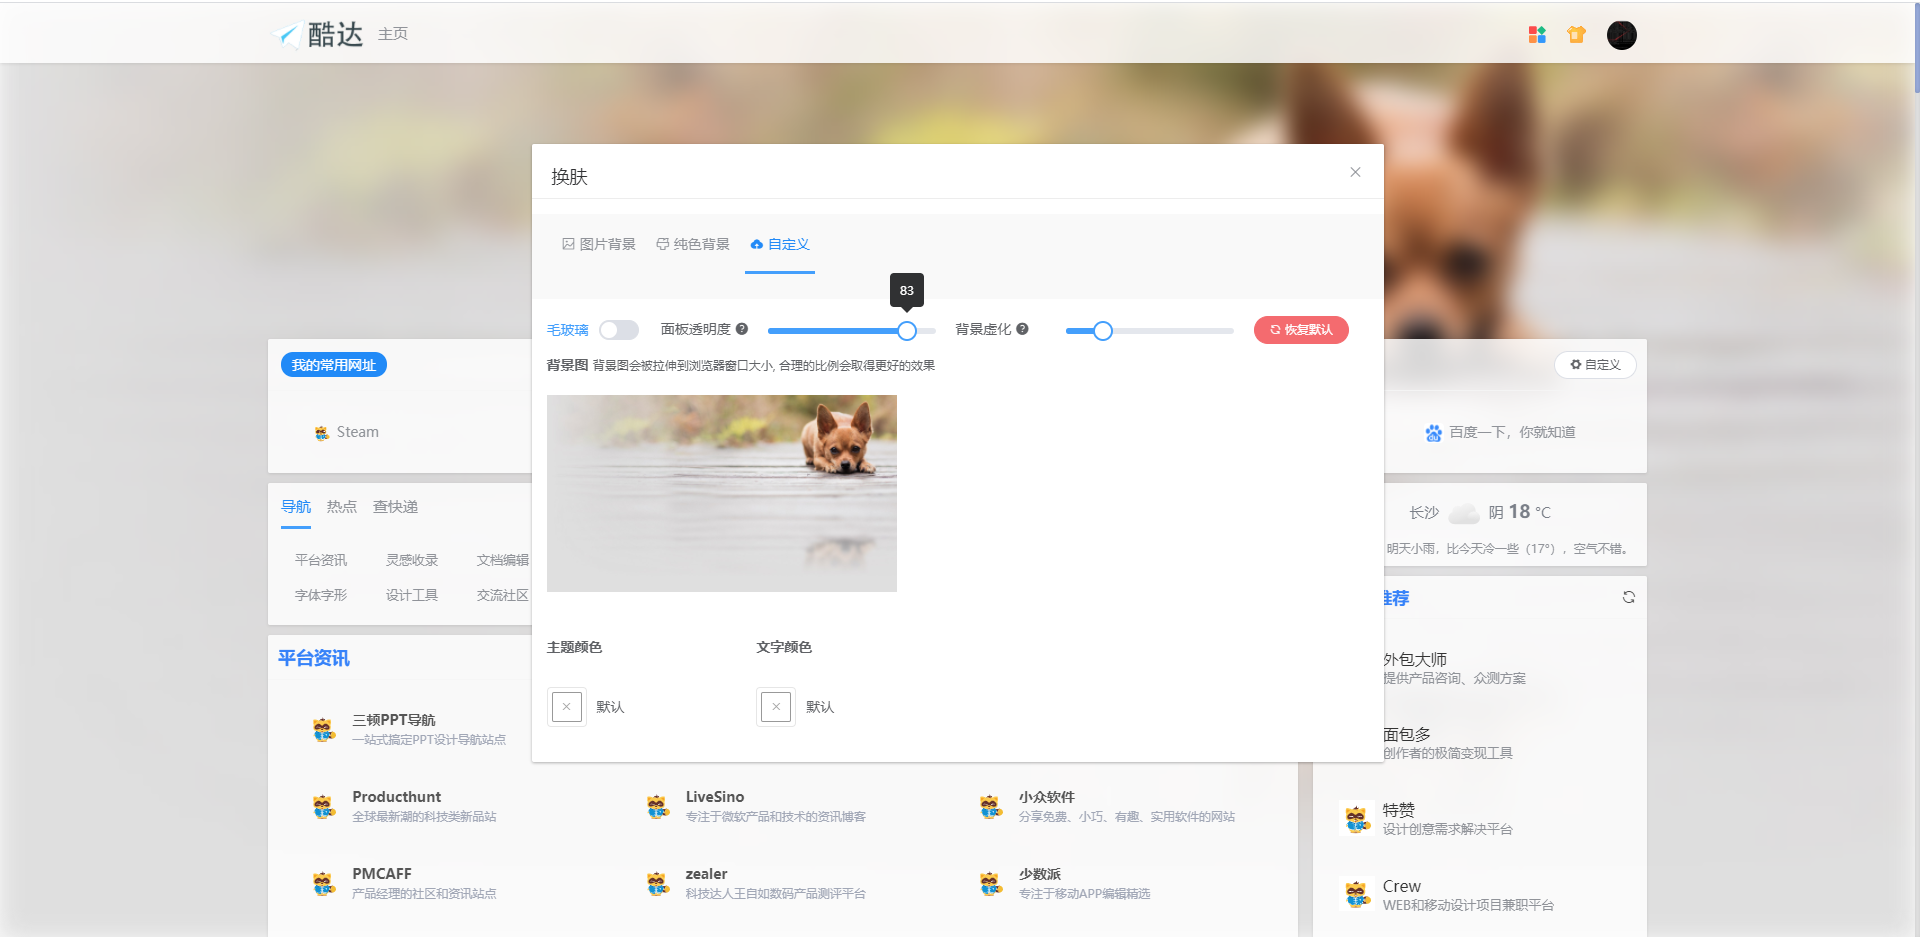 酷达 主页
换肤
图片背景 纯色背景 自定义
83
毛玻璃 面板透明度 背景虚化 恢复默认
背景图 背景图会被拉伸到浏览器窗口大小, 合理的比例会取得更好的效果
主题颜色 文字颜色
默认 默认
我的常用网址 自定义
Steam 百度一下，你就知道
导航 热点 查快递
平台资讯 灵感收录 文档编辑
字体字形 设计工具 交流社区
长沙 阴 18 °C
明天小雨，比今天冷一些（17°），空气不错。
平台资讯
三顿PPT导航
一站式搞定PPT设计导航站点
Producthunt
全球最新潮的科技类新品站
LiveSino
专注于微软产品和技术的资讯博客
小众软件
分享免费、小巧、有趣、实用软件的网站
PMCAFF
产品经理的社区和资讯站点
zealer
科技达人王自如数码产品测评平台
少数派
专注于移动APP编辑精选
推荐
外包大师
提供产品咨询、众测方案
面包多
创作者的极简变现工具
特赞
设计创意需求解决平台
Crew
WEB和移动设计项目兼职平台